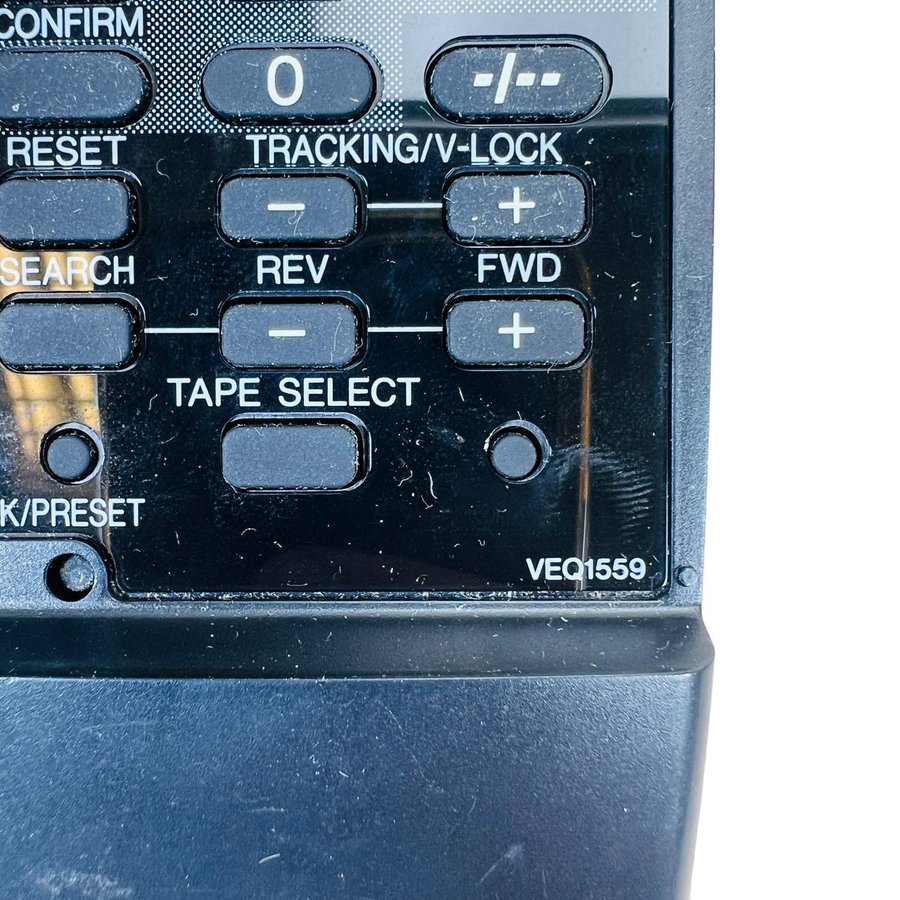 CONFIRM
0 -/--
RESET TRACKING/V-LOCK
- +
SEARCH REV FWD
- +
TAPE SELECT
K/PRESET
VEQ1559